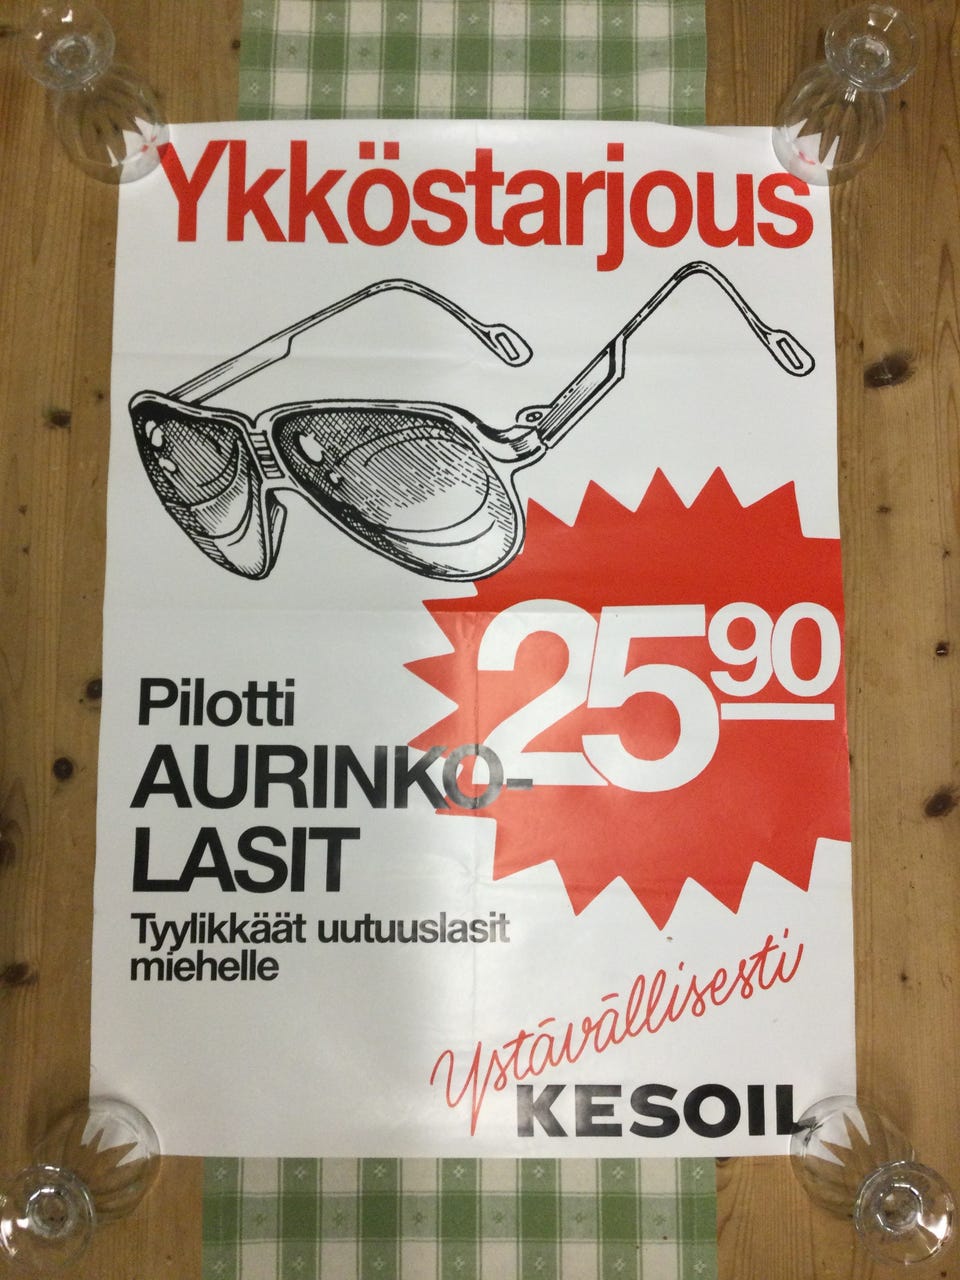 Ykköstarjous
25 90
Pilotti
AURINKO-
LASIT
Tyylikkäät uutuuslasit
miehelle
Ystävällisesti
KESOIL